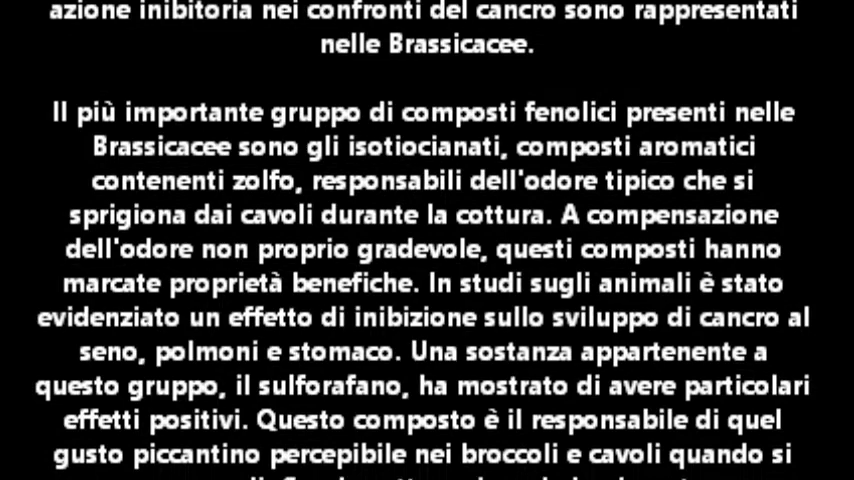 azione inibitoria nei confronti del cancro sono rappresentati
nelle Brassicacee.
Il più importante gruppo di composti fenolici presenti nelle
Brassicacee sono gli isotiocianati, composti aromatici
contenenti zolfo, responsabili dell'odore tipico che si
sprigiona dai cavoli durante la cottura. A compensazione
dell'odore non proprio gradevole, questi composti hanno
marcate proprietà benefiche. In studi sugli animali è stato
evidenziato un effetto di inibizione sullo sviluppo di cancro al
seno, polmoni e stomaco. Una sostanza appartenente a
questo gruppo, il sulforafano, ha mostrato di avere particolari
effetti positivi. Questo composto è il responsabile di quel
gusto piccantino percepibile nei broccoli e cavoli quando si